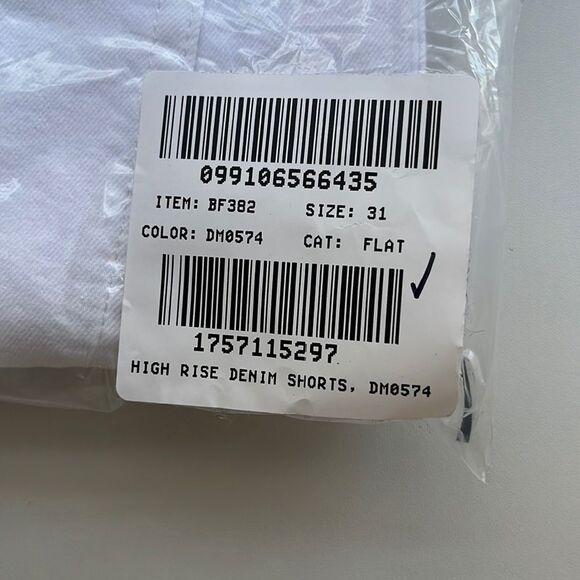 099106566435
ITEM: BF382 SIZE: 31
COLOR: DM0574 CAT: FLAT
1757115297
HIGH RISE DENIM SHORTS, DM0574